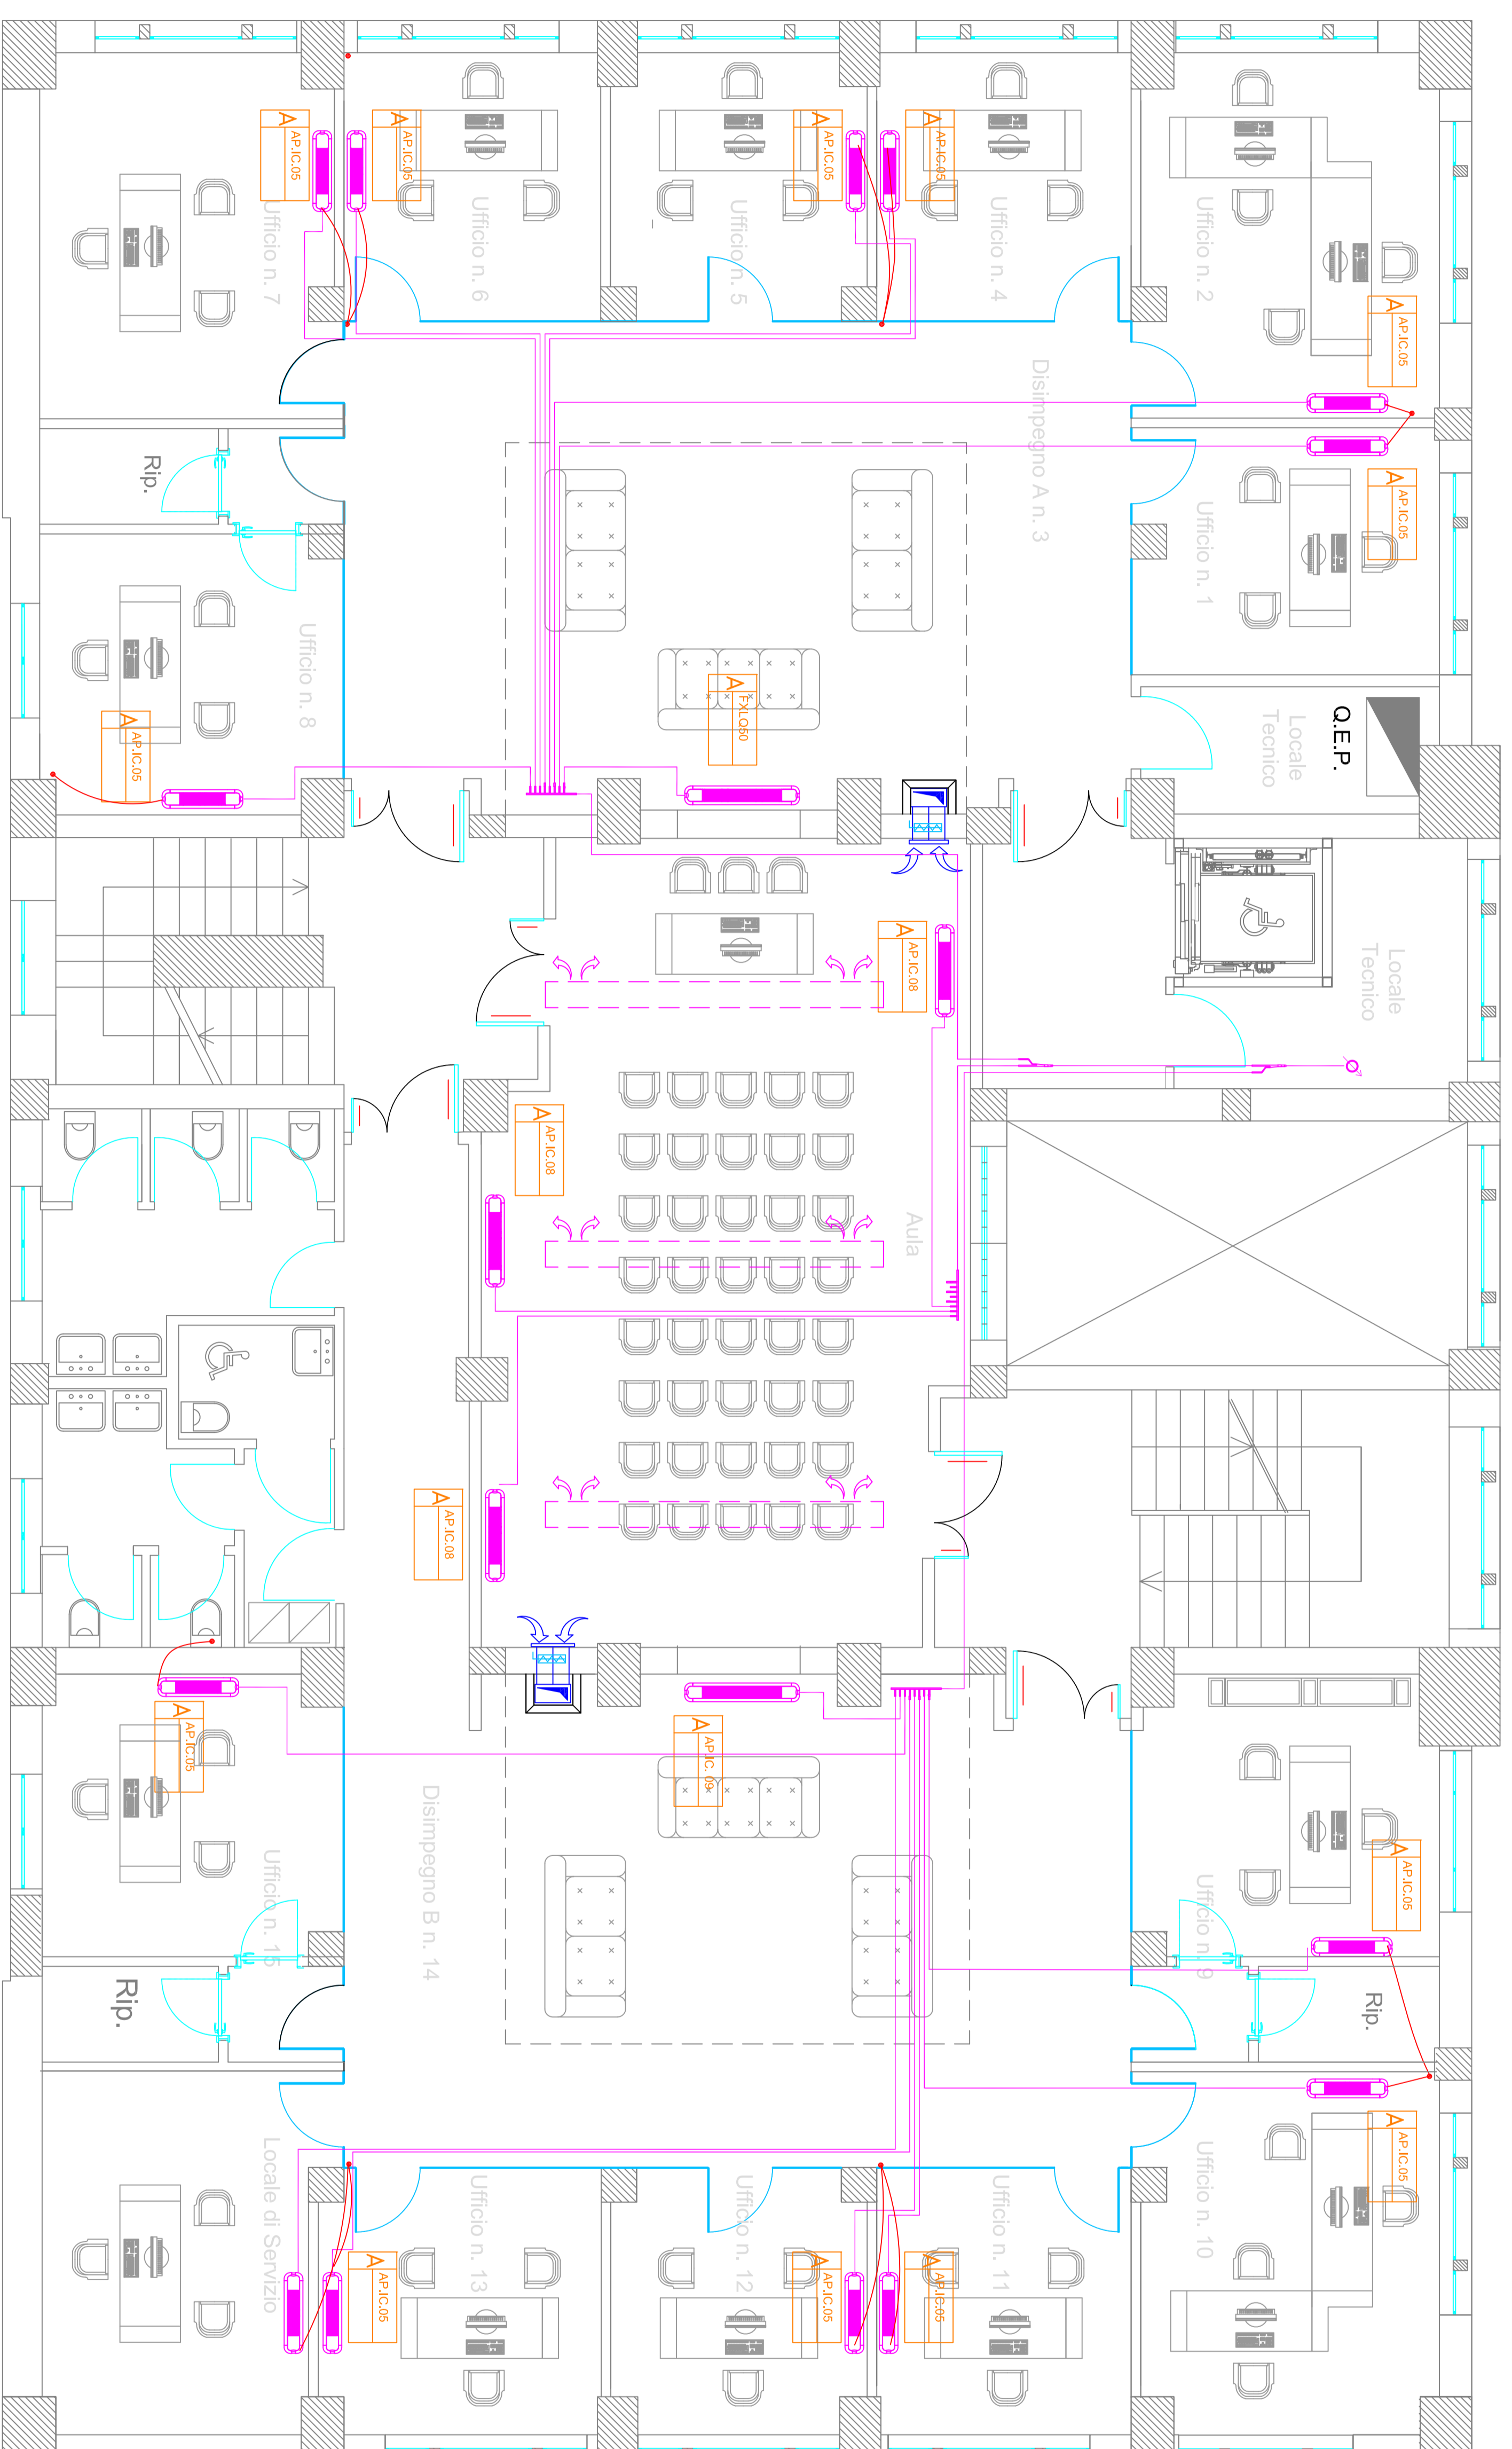 A
AP.IC.05
A
AP.IC.05
A
AP.IC.05
A
AP.IC.05
Ufficio n. 7
Ufficio n. 6
Ufficio n. 5
Ufficio n. 4
Ufficio n. 2
A
AP.IC.05
Disimpegno A n. 3
Rip.
Ufficio n. 1
A
AP.IC.05
Ufficio n. 8
A
AP.IC.05
A
FXLQ50
Locale
Tecnico
Q.E.P.
A
AP.IC.08
Locale
Tecnico
A
AP.IC.08
Aula
A
AP.IC.08
A
AP.IC.05
A
AP.IC. 09
Disimpegno B n. 14
Ufficio n. 15
A
AP.IC.05
Ufficio n. 9
Rip.
Rip.
A
AP.IC.05
Ufficio n. 10
Locale di Servizio
Ufficio n. 13
Ufficio n. 12
Ufficio n. 11
A
AP.IC.05
A
AP.IC.05
A
AP.IC.05